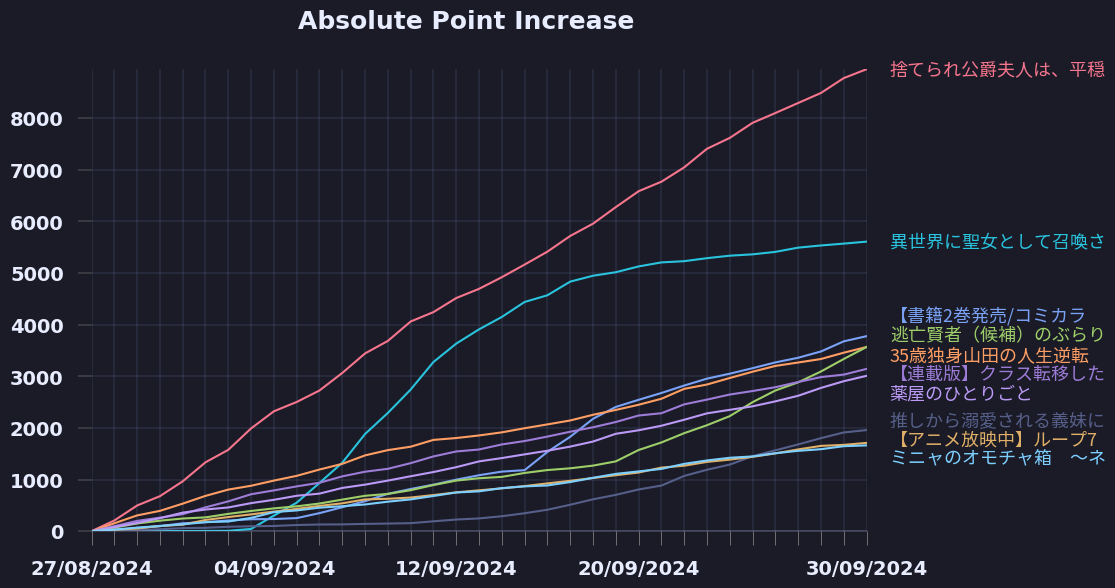 Absolute Point Increase
8000
7000
6000
5000
4000
3000
2000
1000
0
27/08/2024
04/09/2024
12/09/2024
20/09/2024
30/09/2024
捨てられ公爵夫人は、平穏
異世界に聖女として召喚さ
【書籍2巻発売/コミカラ
逃亡賢者（候補）のぶらり
35歳独身山田の人生逆転
【連載版】クラス転移した
薬屋のひとりごと
推しから溺愛される義妹に
【アニメ放映中】ループ7
ミニャのオモチャ箱　～ネ